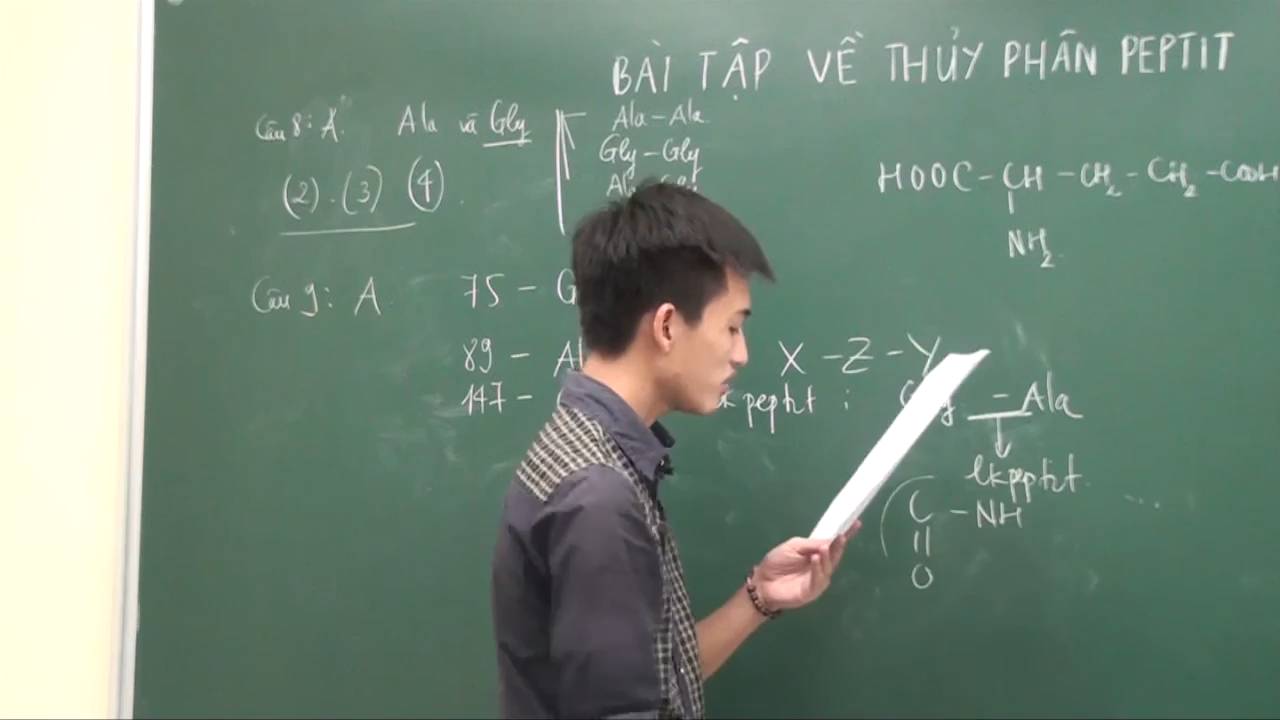 BÀI TẬP VỀ THỦY PHÂN PEPTIT
Câu 8: A. Ala và Gly
(2). (3) (4).
Ala-Ala
Gly-Gly
HOOC-CH-CH2-CH2-COOH
NH2
Câu 9: A
75 - G
89 - Al
147 -
X - Z - Y
peptit :
- Ala
lk peptit
C - NH
O